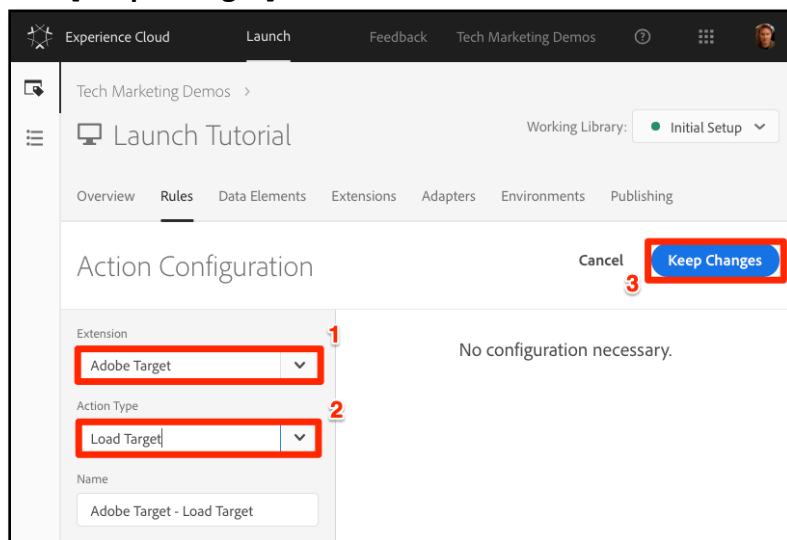 Experience Cloud Launch Feedback Tech Marketing Demos ?
Tech Marketing Demos >
Launch Tutorial
Working Library: Initial Setup
Overview Rules Data Elements Extensions Adapters Environments Publishing
Action Configuration
Cancel Keep Changes
3
Extension
1
Adobe Target
No configuration necessary.
Action Type
2
Load Target
Name
Adobe Target - Load Target